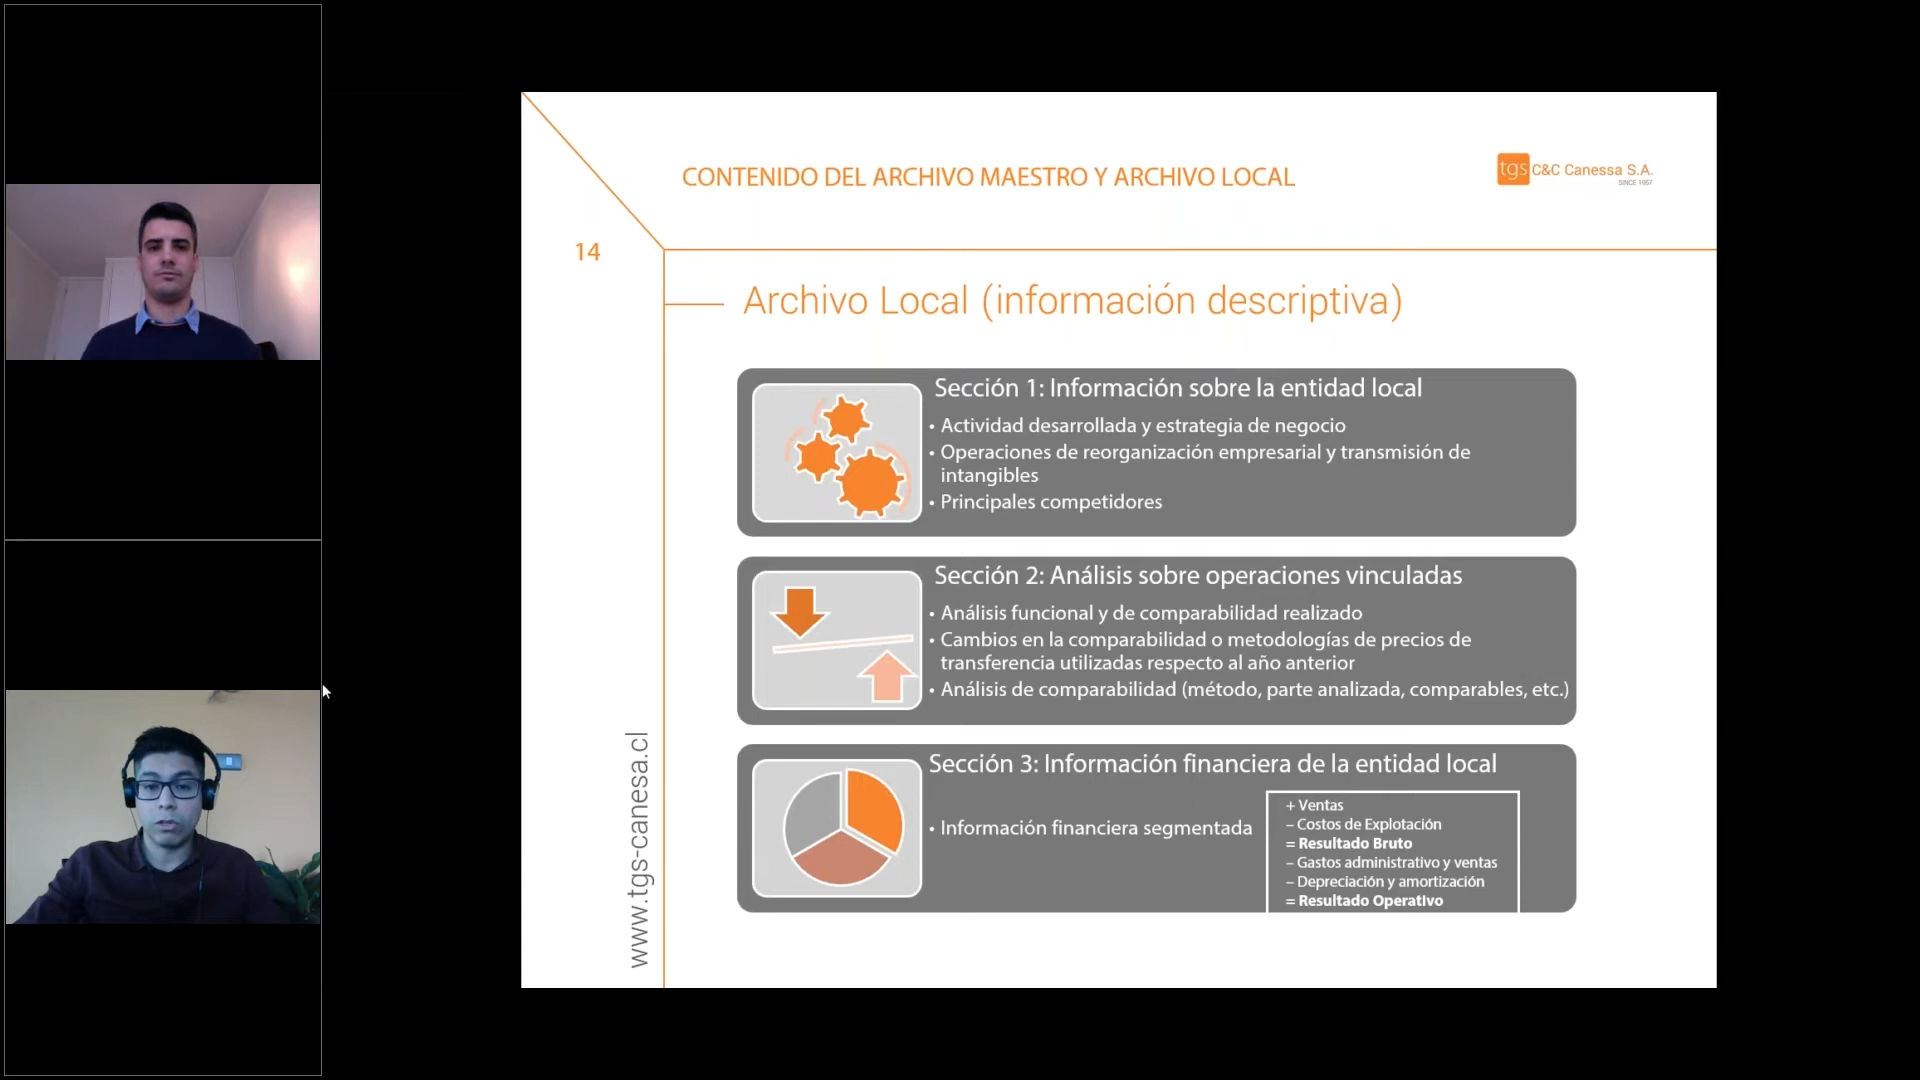 CONTENIDO DEL ARCHIVO MAESTRO Y ARCHIVO LOCAL
tgs C&C Canessa S.A.
SINCE 1957
14
Archivo Local (información descriptiva)
Sección 1: Información sobre la entidad local
• Actividad desarrollada y estrategia de negocio
• Operaciones de reorganización empresarial y transmisión de
intangibles
• Principales competidores
Sección 2: Análisis sobre operaciones vinculadas
• Análisis funcional y de comparabilidad realizado
• Cambios en la comparabilidad o metodologías de precios de
transferencia utilizadas respecto al año anterior
• Análisis de comparabilidad (método, parte analizada, comparables, etc.)
Sección 3: Información financiera de la entidad local
• Información financiera segmentada
+ Ventas
– Costos de Explotación
= Resultado Bruto
– Gastos administrativo y ventas
– Depreciación y amortización
= Resultado Operativo
www.tgs-canesa.cl